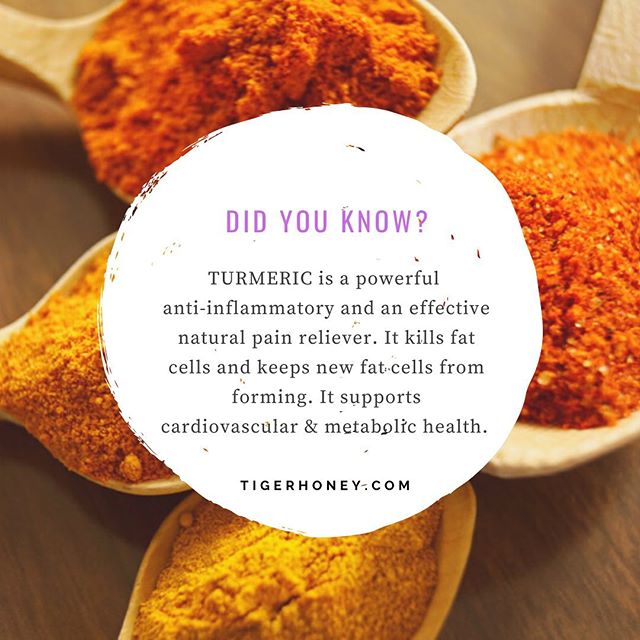 DID YOU KNOW?
TURMERIC is a powerful
anti-inflammatory and an effective
natural pain reliever. It kills fat
cells and keeps new fat cells from
forming. It supports
cardiovascular & metabolic health.
TIGERHONEY.COM